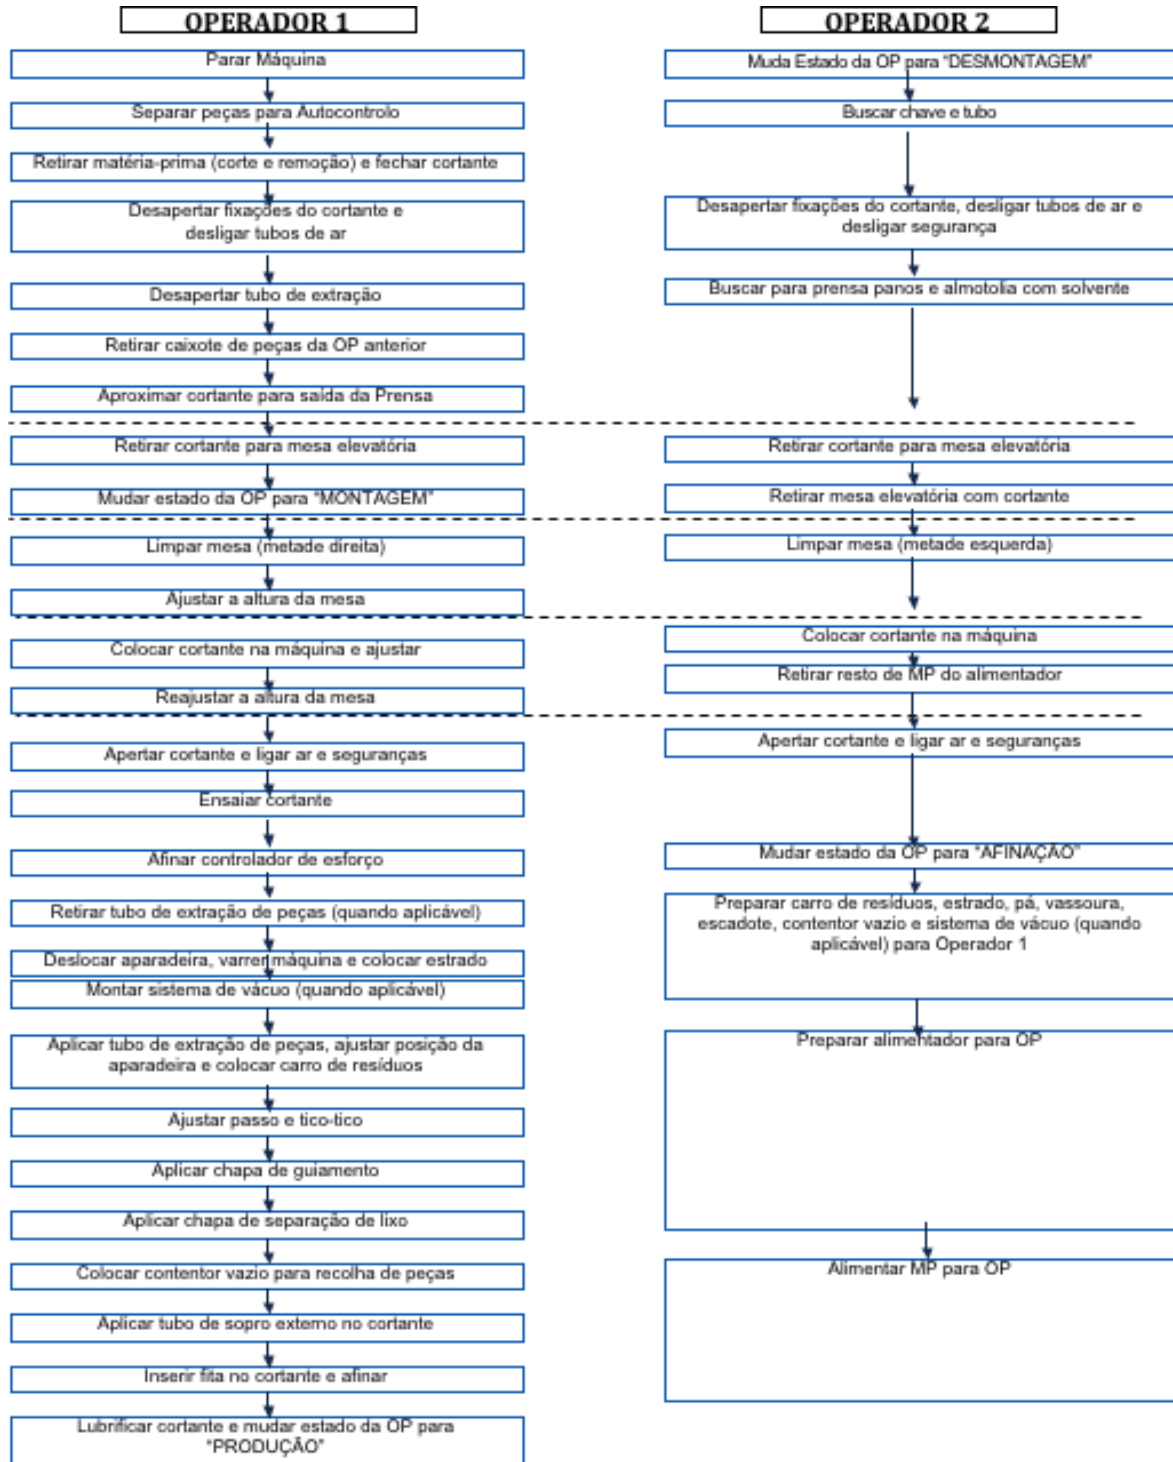 OPERADOR 1
Parar Máquina
Separar peças para Autocontrolo
Retirar matéria-prima (corte e remoção) e fechar cortante
Desapertar fixações do cortante e
desligar tubos de ar
Desapertar tubo de extração
Retirar caixote de peças da OP anterior
Aproximar cortante para saída da Prensa
Retirar cortante para mesa elevatória
Mudar estado da OP para “MONTAGEM”
Limpar mesa (metade direita)
Ajustar a altura da mesa
Colocar cortante na máquina e ajustar
Reajustar a altura da mesa
Apertar cortante e ligar ar e seguranças
Ensaiar cortante
Afinar controlador de esforço
Retirar tubo de extração de peças (quando aplicável)
Deslocar aparadeira, varrer máquina e colocar estrado
Montar sistema de vácuo (quando aplicável)
Aplicar tubo de extração de peças, ajustar posição da
aparadeira e colocar carro de resíduos
Ajustar passo e tico-tico
Aplicar chapa de guiamento
Aplicar chapa de separação de lixo
Colocar contentor vazio para recolha de peças
Aplicar tubo de sopro externo no cortante
Inserir fita no cortante e afinar
Lubrificar cortante e mudar estado da OP para
“PRODUÇÃO”
OPERADOR 2
Muda Estado da OP para “DESMONTAGEM”
Buscar chave e tubo
Desapertar fixações do cortante, desligar tubos de ar e
desligar segurança
Buscar para prensa panos e almotolia com solvente
Retirar cortante para mesa elevatória
Retirar mesa elevatória com cortante
Limpar mesa (metade esquerda)
Colocar cortante na máquina
Retirar resto de MP do alimentador
Apertar cortante e ligar ar e seguranças
Mudar estado da OP para “AFINAÇÃO”
Preparar carro de resíduos, estrado, pá, vassoura,
escadote, contentor vazio e sistema de vácuo (quando
aplicável) para Operador 1
Preparar alimentador para OP
Alimentar MP para OP